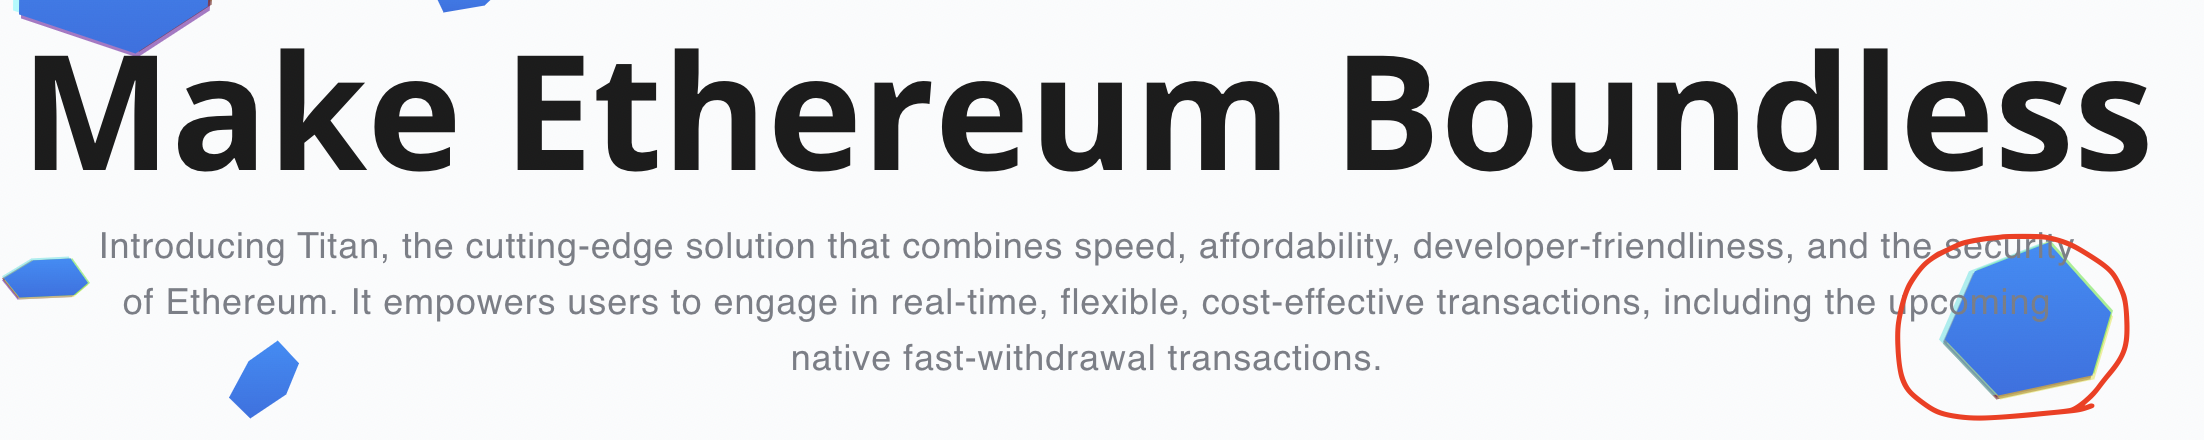 Make Ethereum Boundless
Introducing Titan, the cutting-edge solution that combines speed, affordability, developer-friendliness, and the security
of Ethereum. It empowers users to engage in real-time, flexible, cost-effective transactions, including the upcoming
native fast-withdrawal transactions.